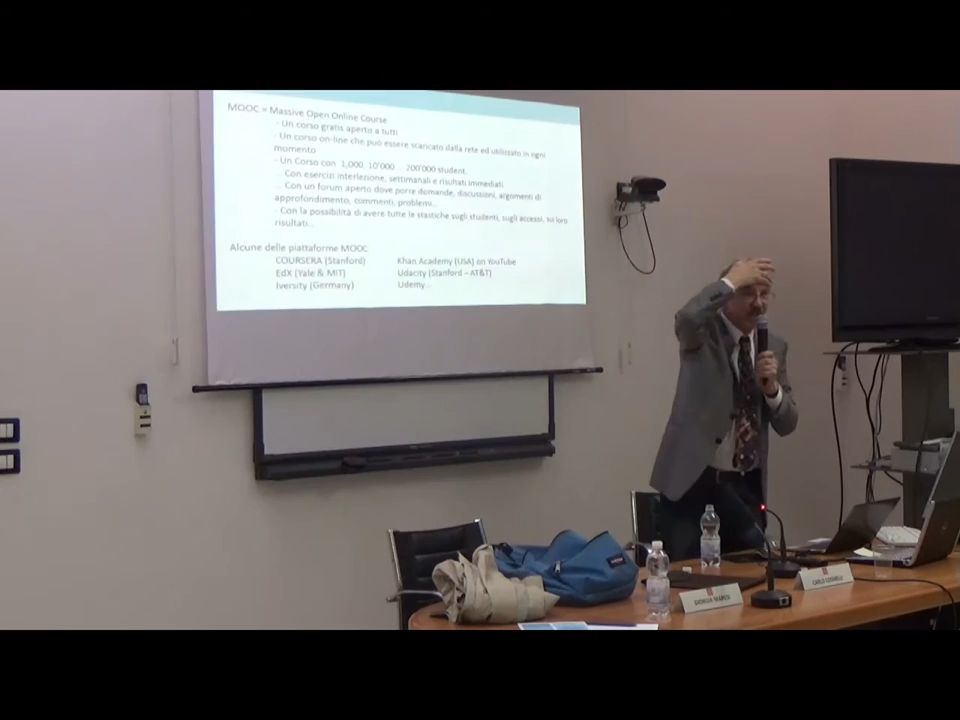 MOOC = Massive Open Online Course
- Un corso gratis aperto a tutti
- Un corso on-line che può essere scaricato dalla rete ed utilizzato in ogni
momento
- Un Corso con 1,000, 10'000 200'000 student,
Con esercizi interlezione, settimanali e risultati immediati
... Con un forum aperto dove porre domande, discussioni, argomenti di
approfondimento, commenti, problemi...
- Con la possibilità di avere tutte le stastiche sugli studenti, sugli accessi, sui loro
risultati...
Alcune delle piattaforme MOOC
COURSERA (Stanford) Khan Academy (USA) on YouTube
EdX (Yale & MIT) Udacity (Stanford – AT&T)
Iversity (Germany) Udemy...